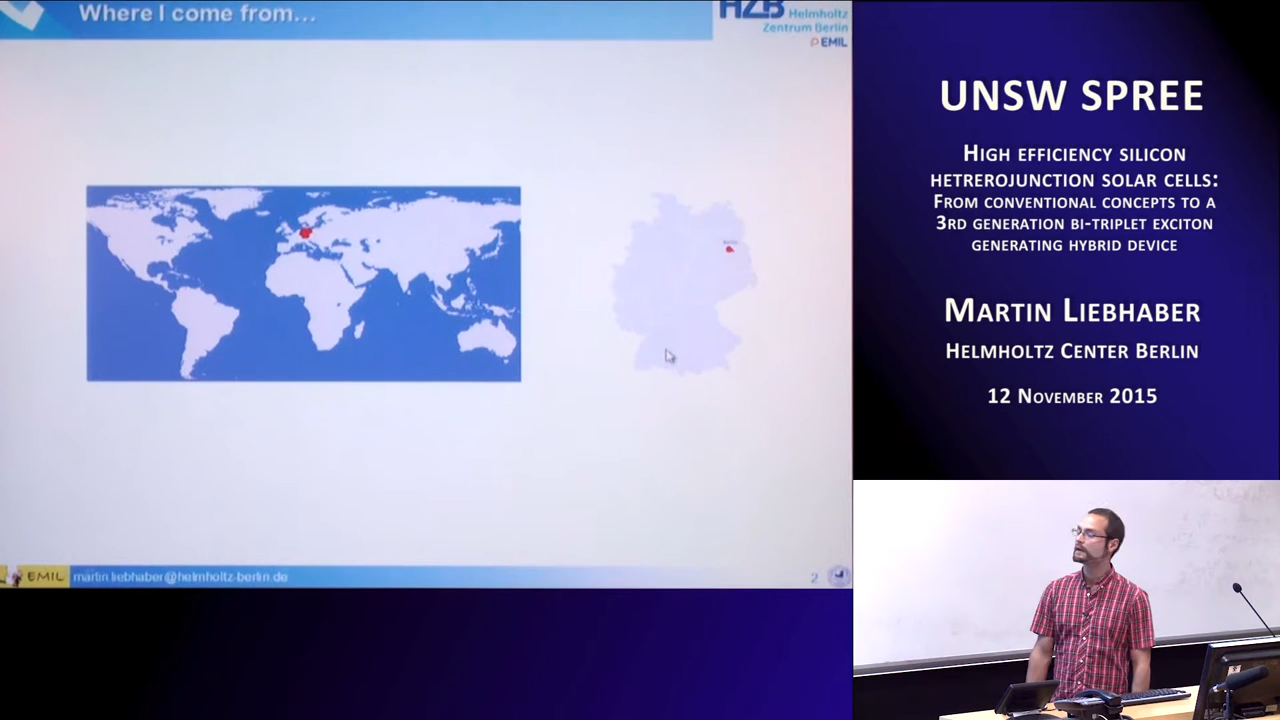 Where I come from...
HZB Helmholtz
Zentrum Berlin
EMIL
Berlin
EMIL martin.liebhaber@helmholtz-berlin.de 2
UNSW SPREE
HIGH EFFICIENCY SILICON
HETREROJUNCTION SOLAR CELLS:
FROM CONVENTIONAL CONCEPTS TO A
3RD GENERATION BI-TRIPLET EXCITON
GENERATING HYBRID DEVICE
MARTIN LIEBHABER
HELMHOLTZ CENTER BERLIN
12 NOVEMBER 2015